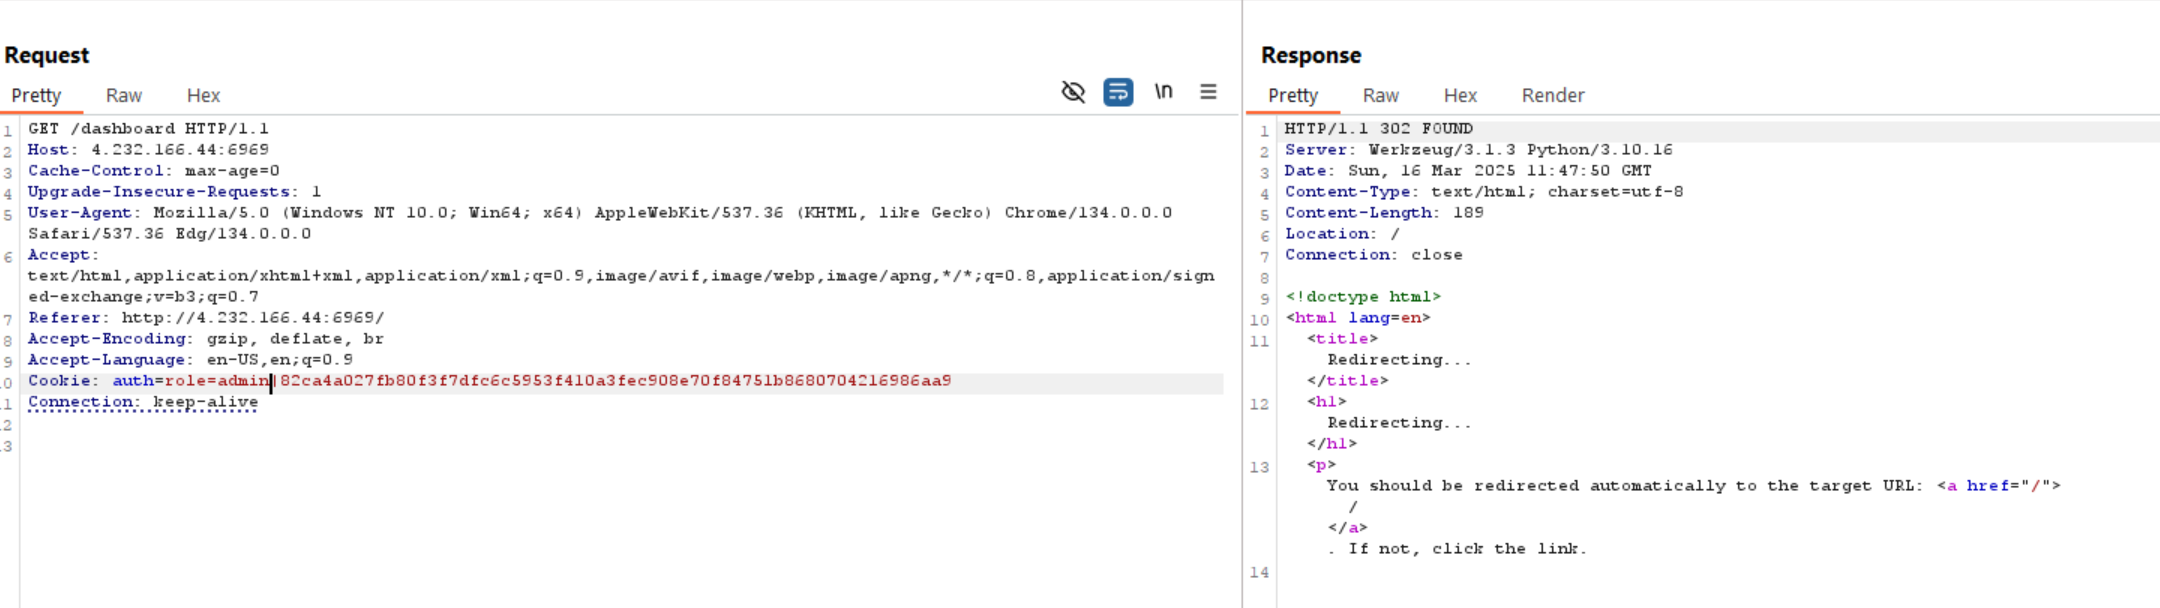 Request
Pretty Raw Hex
\n
1 GET /dashboard HTTP/1.1
2 Host: 4.232.166.44:6969
3 Cache-Control: max-age=0
4 Upgrade-Insecure-Requests: 1
5 User-Agent: Mozilla/5.0 (Windows NT 10.0; Win64; x64) AppleWebKit/537.36 (KHTML, like Gecko) Chrome/134.0.0.0
Safari/537.36 Edg/134.0.0.0
6 Accept:
text/html,application/xhtml+xml,application/xml;q=0.9,image/avif,image/webp,image/apng,*/*;q=0.8,application/sign
ed-exchange;v=b3;q=0.7
7 Referer: http://4.232.166.44:6969/
8 Accept-Encoding: gzip, deflate, br
9 Accept-Language: en-US,en;q=0.9
0 Cookie: auth=role=admin|82ca4a027fb80f3f7dfc6c5953f410a3fec908e70f84751b8680704216986aa9
1 Connection: keep-alive
2
3
Response
Pretty Raw Hex Render
1 HTTP/1.1 302 FOUND
2 Server: Werkzeug/3.1.3 Python/3.10.16
3 Date: Sun, 16 Mar 2025 11:47:50 GMT
4 Content-Type: text/html; charset=utf-8
5 Content-Length: 189
6 Location: /
7 Connection: close
8
9 <!doctype html>
10 <html lang=en>
11 <title>
Redirecting...
</title>
12 <h1>
Redirecting...
</h1>
13 <p>
You should be redirected automatically to the target URL: <a href="/">
/
</a>
. If not, click the link.
14